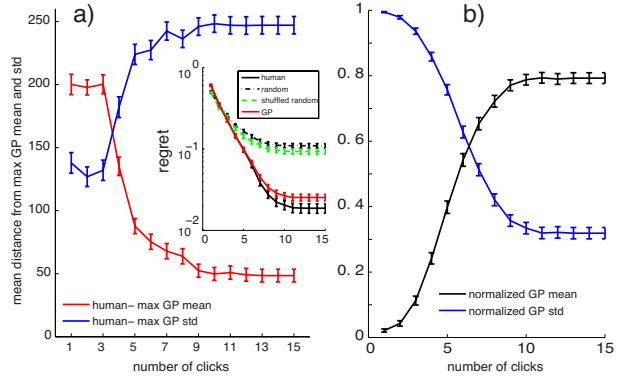 a)
mean distance from max GP mean and std
250
200
150
100
50
0
1 3 5 7 9 11 13 15
number of clicks
human− max GP mean
human− max GP std
regret
10^0
10^−1
10^−2
0 5 10 15
human
random
shuffled random
GP
b)
1
0.8
0.6
0.4
0.2
0
0 5 10 15
number of clicks
normalized GP mean
normalized GP std